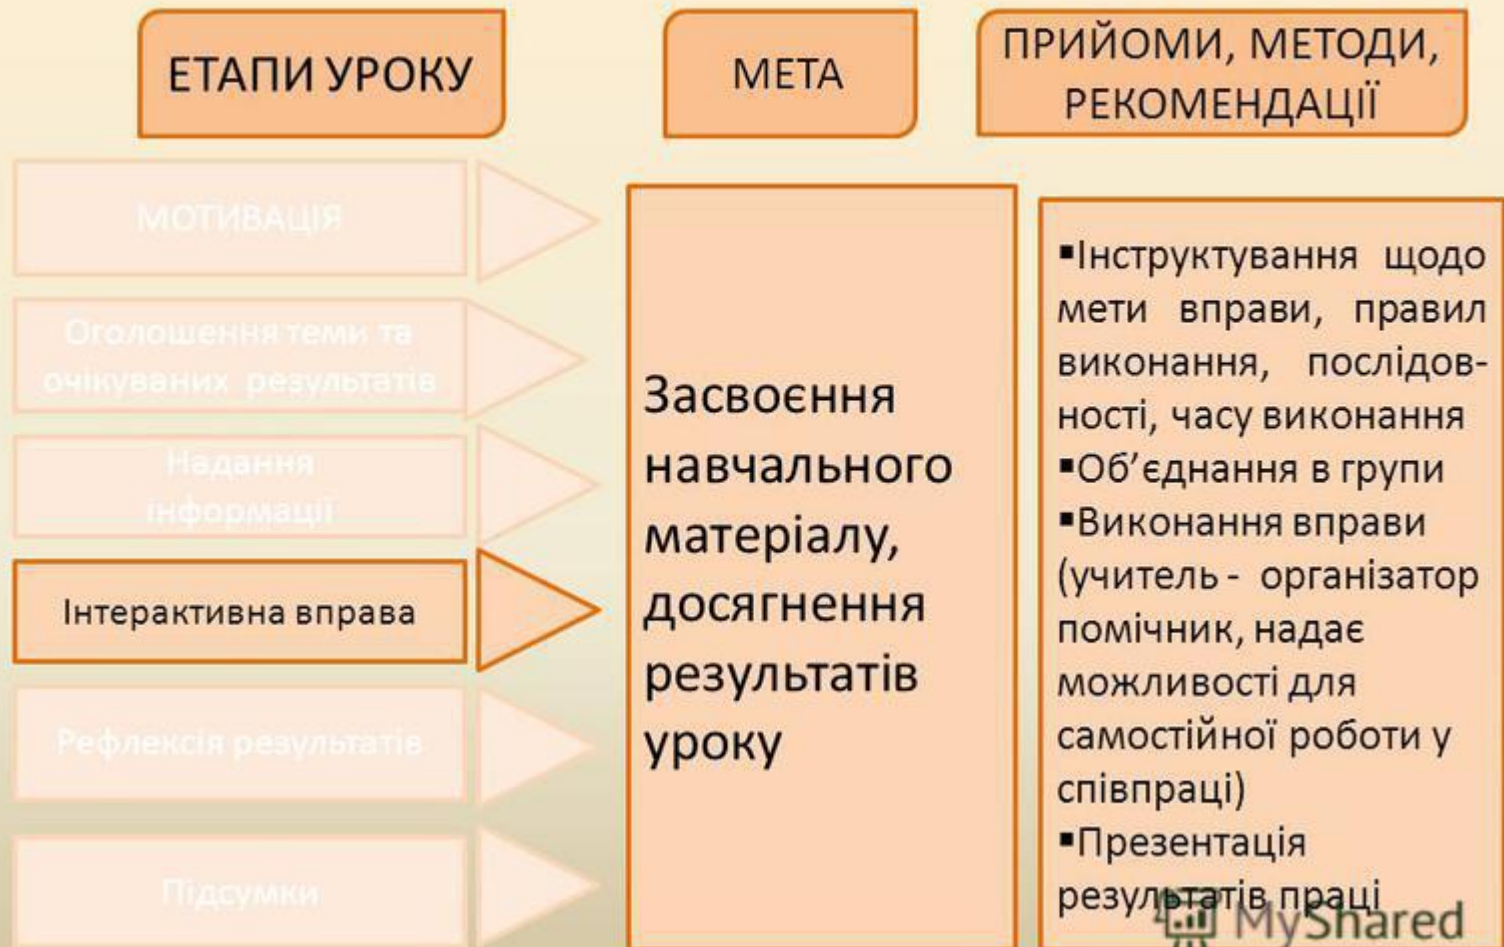 ЕТАПИ УРОКУ
МЕТА
ПРИЙОМИ, МЕТОДИ,
РЕКОМЕНДАЦІЇ
МОТИВАЦІЯ
Оголошення теми та
очікуваних результатів
Надання
інформації
Інтерактивна вправа
Рефлексія результатів
Підсумки
Засвоєння
навчального
матеріалу,
досягнення
результатів
уроку
▪Інструктування щодо
мети вправи, правил
виконання, послідов-
ності, часу виконання
▪Об’єднання в групи
▪Виконання вправи
(учитель - організатор
помічник, надає
можливості для
самостійної роботи у
співпраці)
▪Презентація
результатів праці
MyShared